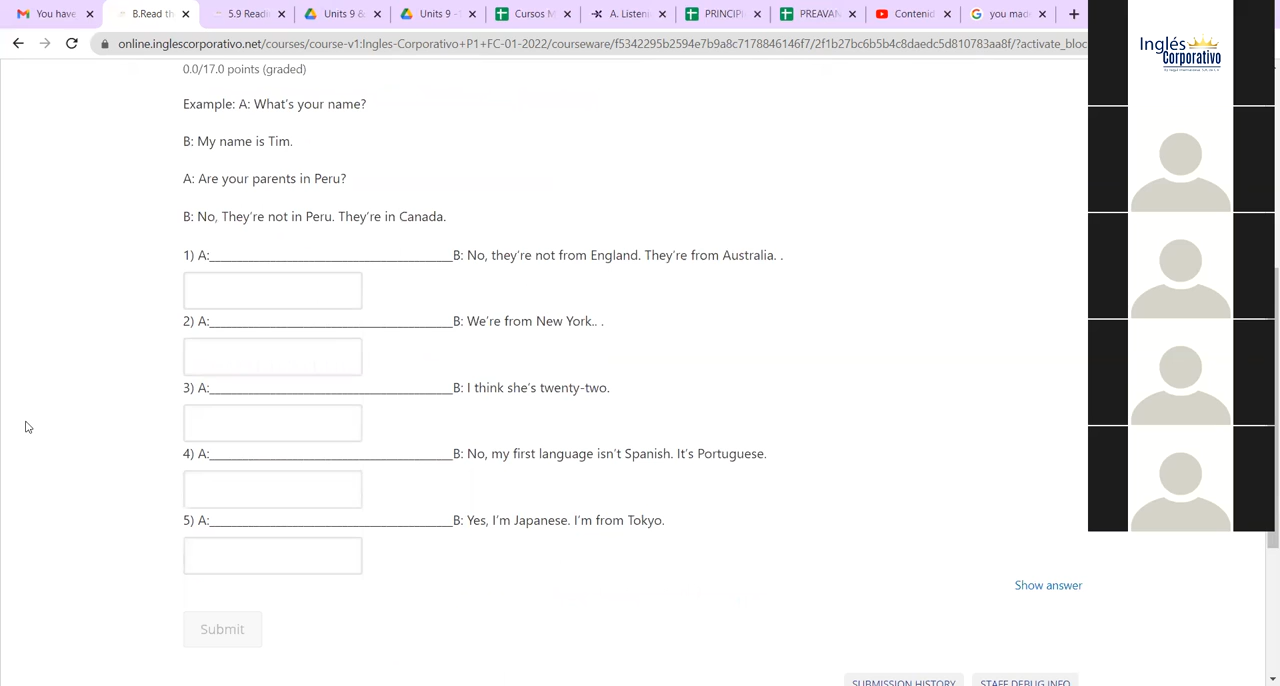 You have
B.Read th
5.9 Readi
Units 9 &
Units 9 -
Cursos M
A. Listeni
PRINCIPI
PREAVAN
Contenid
you mad
online.inglescorporativo.net/courses/course-v1:Ingles-Corporativo+P1+FC-01-2022/courseware/f5342295b2594e7b9a8c7178846146f7/2f1b27bc6b5b4c8daedc5d810783aa8f/?activate_bloc
Inglés
Corporativo
0.0/17.0 points (graded)
Example: A: What's your name?
B: My name is Tim.
A: Are your parents in Peru?
B: No, They're not in Peru. They're in Canada.
1) A:________________________________B: No, they're not from England. They're from Australia. .
2) A:________________________________B: We're from New York.. .
3) A:________________________________B: I think she's twenty-two.
4) A:________________________________B: No, my first language isn't Spanish. It's Portuguese.
5) A:________________________________B: Yes, I'm Japanese. I'm from Tokyo.
Show answer
Submit
SUBMISSION HISTORY
STAFF DEBUG INFO